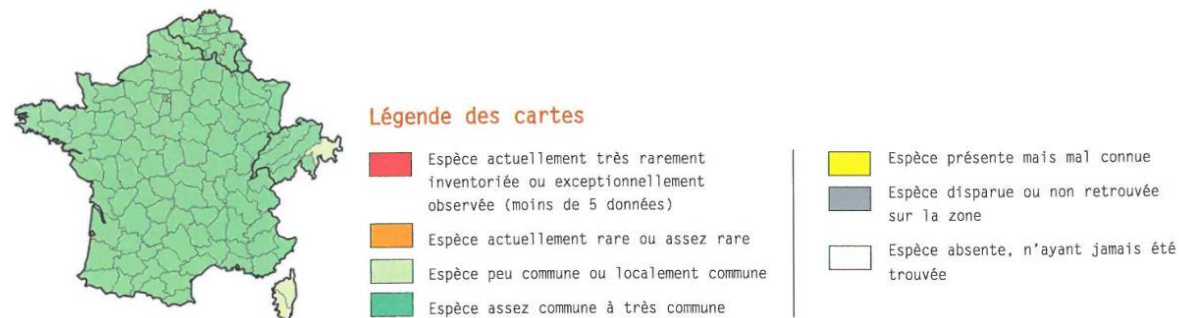 Légende des cartes
Espèce actuellement très rarement
inventoriée ou exceptionnellement
observée (moins de 5 données)
Espèce actuellement rare ou assez rare
Espèce peu commune ou localement commune
Espèce assez commune à très commune
Espèce présente mais mal connue
Espèce disparue ou non retrouvée
sur la zone
Espèce absente, n'ayant jamais été
trouvée